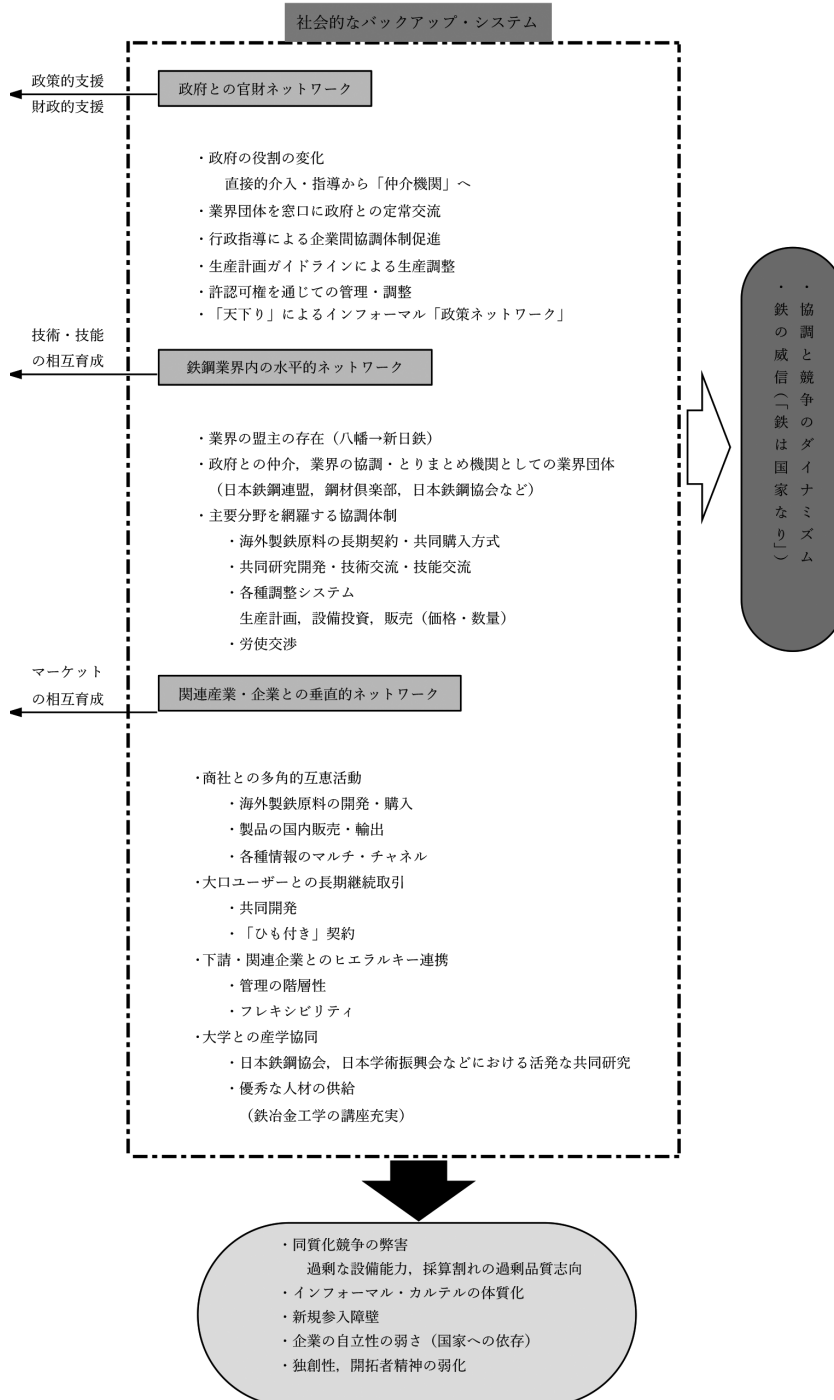 社会的なバックアップ・システム
政策的支援
財政的支援
政府との官財ネットワーク
・政府の役割の変化
直接的介入・指導から「仲介機関」へ
・業界団体を窓口に政府との定常交流
・行政指導による企業間協調体制促進
・生産計画ガイドラインによる生産調整
・許認可権を通じての管理・調整
・「天下り」によるインフォーマル「政策ネットワーク」
技術・技能
の相互育成
鉄鋼業界内の水平的ネットワーク
・業界の盟主の存在（八幡→新日鉄）
・政府との仲介，業界の協調・とりまとめ機関としての業界団体
（日本鉄鋼連盟，鋼材倶楽部，日本鉄鋼協会など）
・主要分野を網羅する協調体制
・海外製鉄原料の長期契約・共同購入方式
・共同研究開発・技術交流・技能交流
・各種調整システム
生産計画，設備投資，販売（価格・数量）
・労使交渉
マーケット
の相互育成
関連産業・企業との垂直的ネットワーク
・商社との多角的互恵活動
・海外製鉄原料の開発・購入
・製品の国内販売・輸出
・各種情報のマルチ・チャネル
・大口ユーザーとの長期継続取引
・共同開発
・「ひも付き」契約
・下請・関連企業とのヒエラルキー連携
・管理の階層性
・フレキシビリティ
・大学との産学協同
・日本鉄鋼協会，日本学術振興会などにおける活発な共同研究
・優秀な人材の供給
（鉄冶金工学の講座充実）
・協調と競争のダイナミズム
・鉄の威信（「鉄は国家なり」）
・同質化競争の弊害
過剰な設備能力，採算割れの過剰品質志向
・インフォーマル・カルテルの体質化
・新規参入障壁
・企業の自立性の弱さ（国家への依存）
・独創性，開拓者精神の弱化